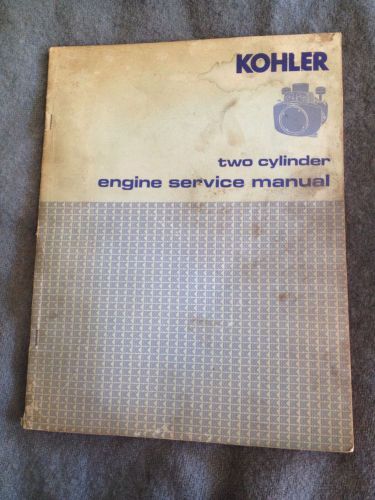 KOHLER
two cylinder
engine service manual